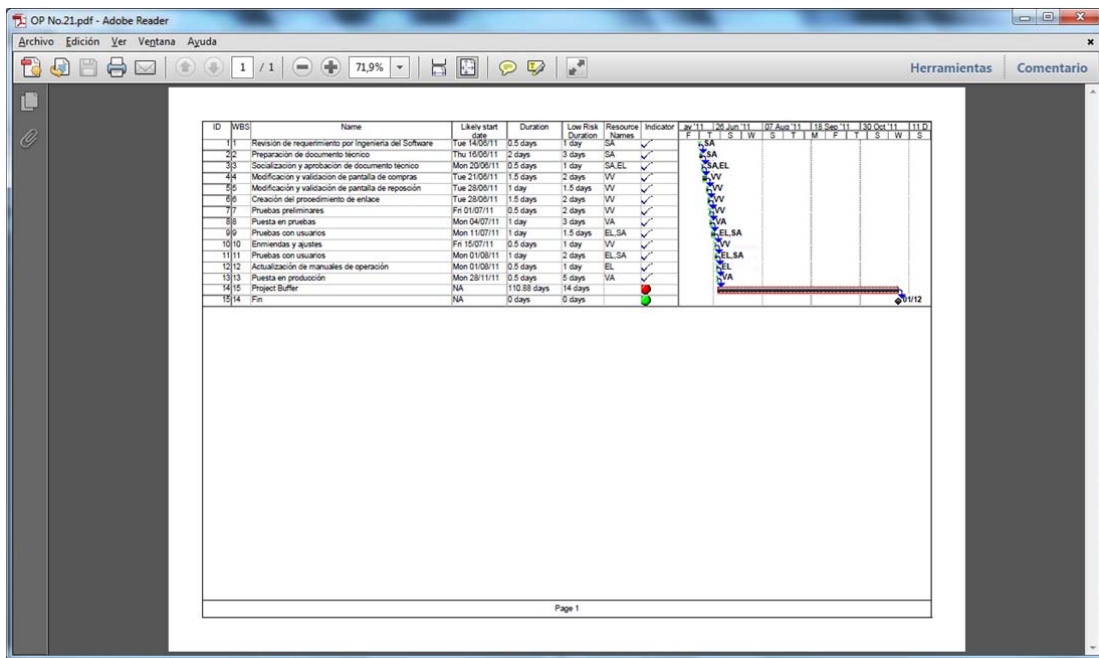 OP No.21.pdf - Adobe Reader
Archivo Edición Ver Ventana Ayuda
1 / 1 71,9% Herramientas Comentario
ID WBS Name Likely start date Duration Low Risk Duration Resource Names Indicator ay '11 26 Jun '11 07 Aug '11 18 Sep '11 30 Oct '11 11 D
F T S W S T M F T S W S
1 1 Revisión de requerimiento por Ingeniería del Software Tue 14/06/11 0.5 days 1 day SA SA
2 2 Preparación de documento técnico Thu 16/06/11 2 days 3 days SA SA
3 3 Socialización y aprobación de documento técnico Mon 20/06/11 0.5 days 1 day SA,EL SA,EL
4 4 Modificación y validación de pantalla de compras Tue 21/06/11 1.5 days 2 days VV VV
5 5 Modificación y validación de pantalla de reposción Tue 28/06/11 1 day 1.5 days VV VV
6 6 Creación del procedimiento de enlace Tue 28/06/11 1.5 days 2 days VV VV
7 7 Pruebas preliminares Fri 01/07/11 0.5 days 2 days VV VV
8 8 Puesta en pruebas Mon 04/07/11 1 day 3 days VA VA
9 9 Pruebas con usuarios Mon 11/07/11 1 day 1.5 days EL,SA EL,SA
10 10 Enmiendas y ajustes Fri 15/07/11 0.5 days 1 day VV VV
11 11 Pruebas con usuarios Mon 01/08/11 1 day 2 days EL,SA EL,SA
12 12 Actualización de manuales de operación Mon 01/08/11 0.5 days 1 day EL EL
13 13 Puesta en producción Mon 28/11/11 0.5 days 5 days VA VA
14 15 Project Buffer NA 110.88 days 14 days
15 14 Fin NA 0 days 0 days 01/12
Page 1